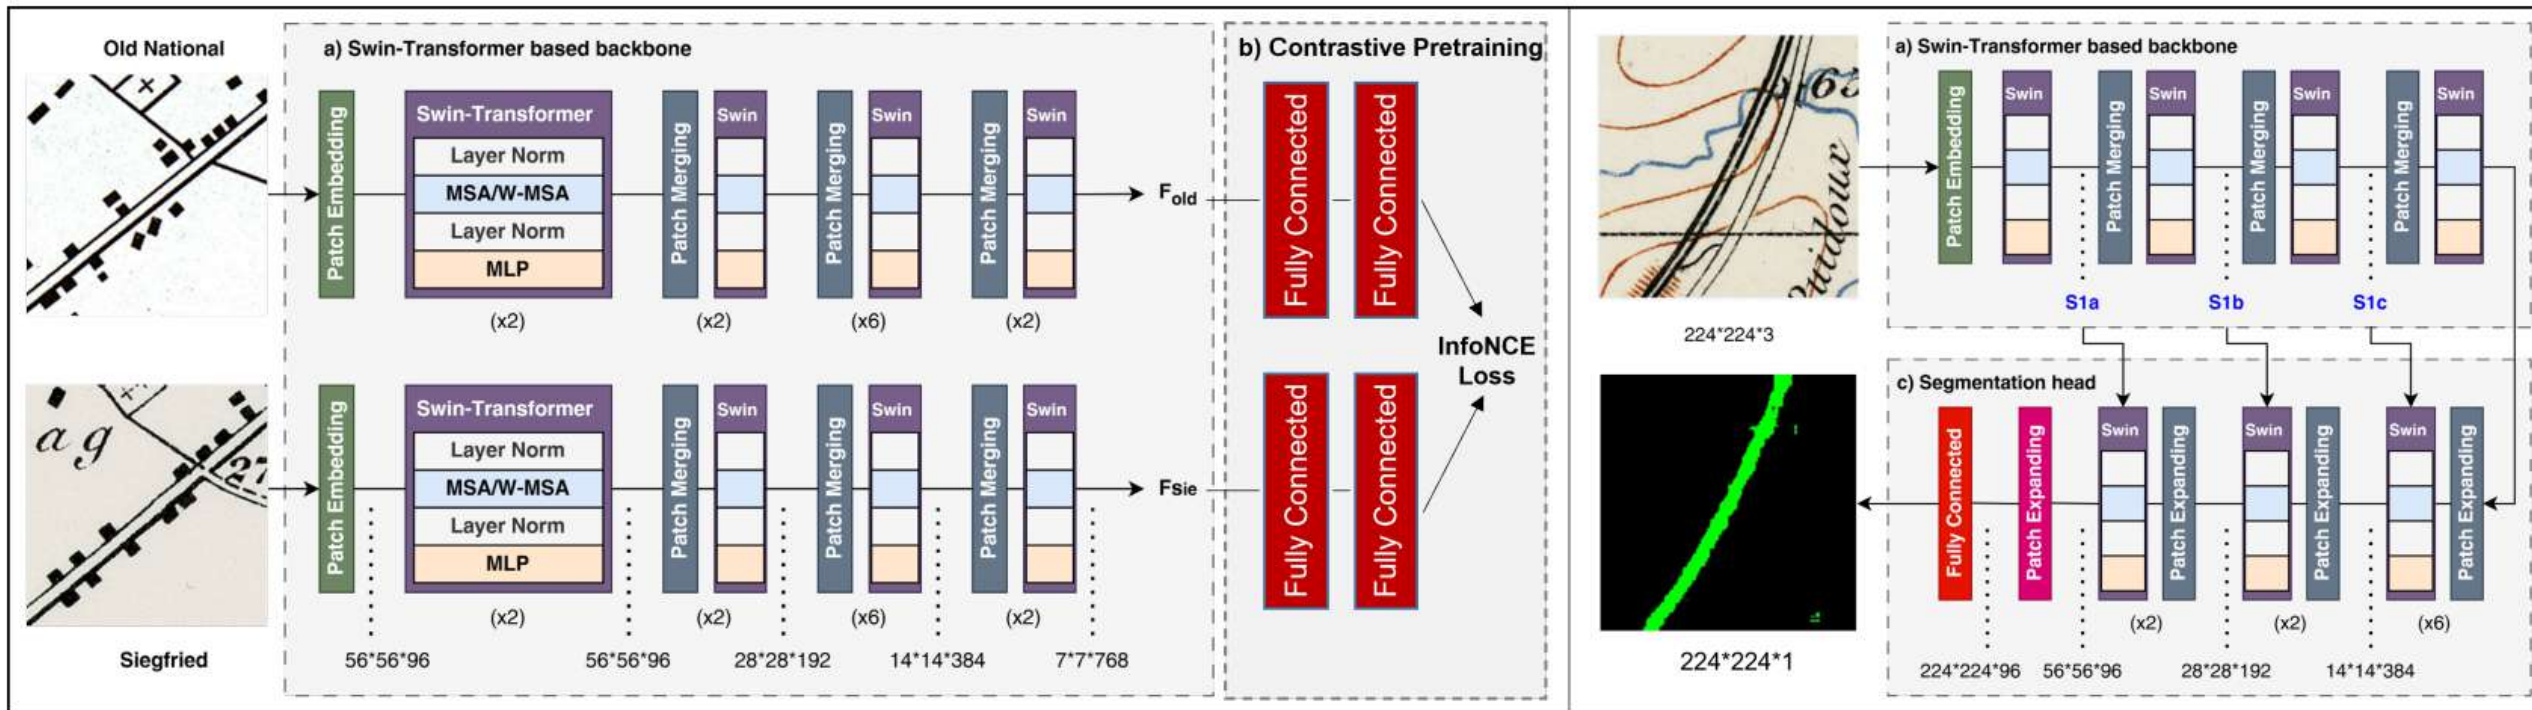 Old National
a) Swin-Transformer based backbone
Patch Embedding
Swin-Transformer
Layer Norm
MSA/W-MSA
Layer Norm
MLP
(x2)
Patch Merging
Swin
(x2)
Patch Merging
Swin
(x6)
Patch Merging
Swin
(x2)
Fold
ag
27
Siegfried
Patch Embedding
Swin-Transformer
Layer Norm
MSA/W-MSA
Layer Norm
MLP
(x2)
Patch Merging
Swin
(x2)
Patch Merging
Swin
(x6)
Patch Merging
Swin
(x2)
FSie
56*56*96
56*56*96
28*28*192
14*14*384
7*7*768
b) Contrastive Pretraining
Fully Connected
Fully Connected
InfoNCE
Loss
Fully Connected
Fully Connected
65
Puidoux
224*224*3
a) Swin-Transformer based backbone
Patch Embedding
Swin
Patch Merging
Swin
Patch Merging
Swin
Patch Merging
Swin
S1a
S1b
S1c
224*224*1
c) Segmentation head
Fully Connected
Patch Expanding
Swin
Patch Expanding
Swin
Patch Expanding
Swin
Patch Expanding
(x2)
(x2)
(x6)
224*224*96
56*56*96
28*28*192
14*14*384